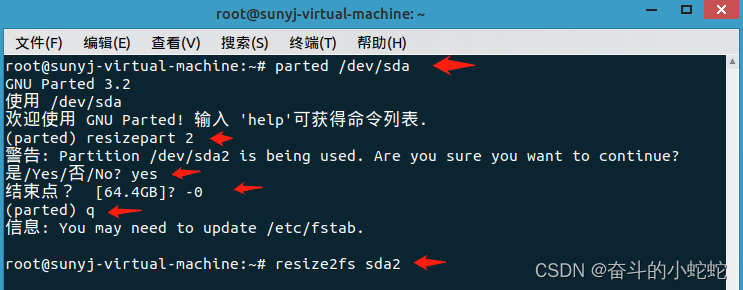 root@sunyj-virtual-machine: ~
文件(F) 编辑(E) 查看(V) 搜索(S) 终端(T) 帮助(H)
root@sunyj-virtual-machine:~# parted /dev/sda
GNU Parted 3.2
使用 /dev/sda
欢迎使用 GNU Parted! 输入 'help'可获得命令列表.
(parted) resizepart 2
警告: Partition /dev/sda2 is being used. Are you sure you want to continue?
是/Yes/否/No? yes
结束点？ [64.4GB]? -0
(parted) q
信息: You may need to update /etc/fstab.
root@sunyj-virtual-machine:~# resize2fs sda2
CSDN @奋斗的小蛇蛇